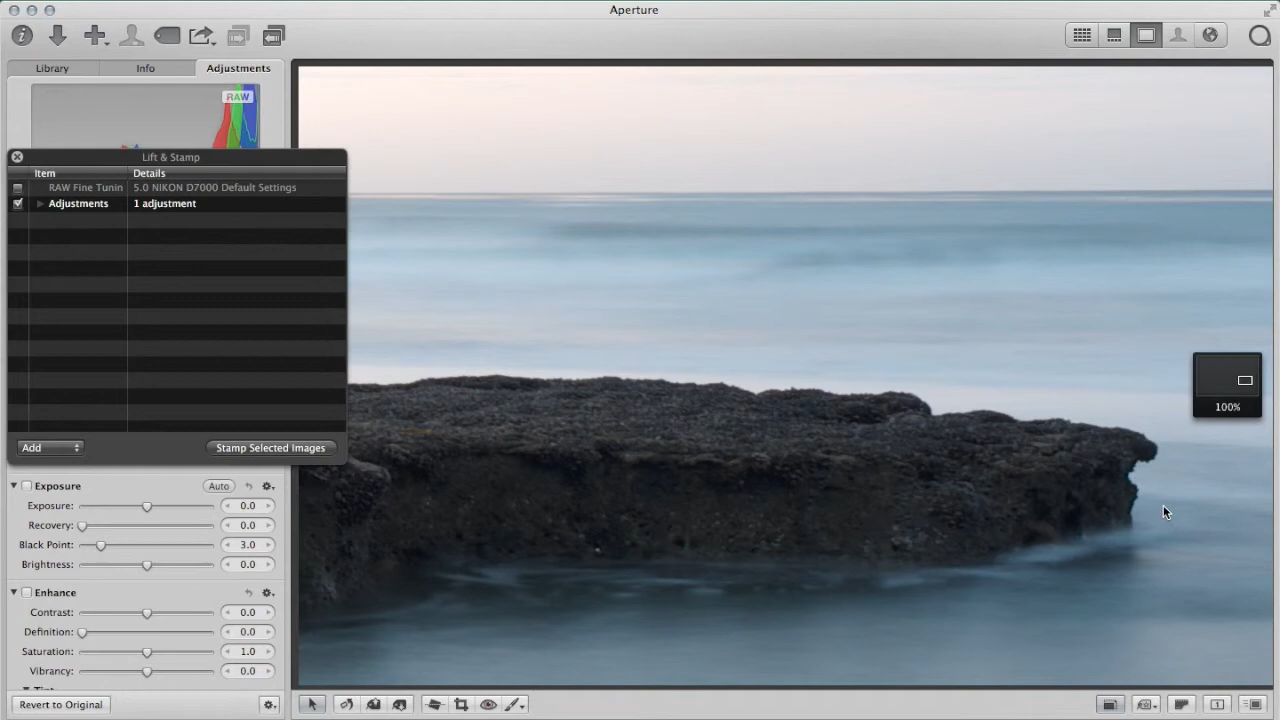 Aperture
Library Info Adjustments
RAW
Lift & Stamp
Item Details
RAW Fine Tunin 5.0 NIKON D7000 Default Settings
Adjustments 1 adjustment
100%
Add Stamp Selected Images
Exposure Auto
Exposure: 0.0
Recovery: 0.0
Black Point: 3.0
Brightness: 0.0
Enhance
Contrast: 0.0
Definition: 0.0
Saturation: 1.0
Vibrancy: 0.0
Revert to Original 1